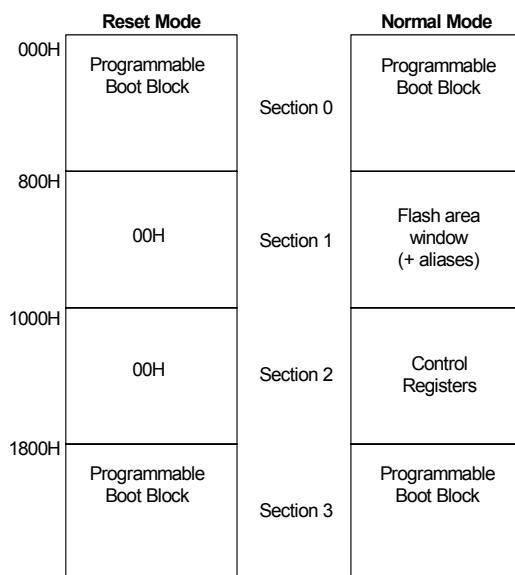 Reset Mode
Normal Mode
000H
Programmable
Boot Block
Section 0
Programmable
Boot Block
800H
00H
Section 1
Flash area
window
(+ aliases)
1000H
00H
Section 2
Control
Registers
1800H
Programmable
Boot Block
Section 3
Programmable
Boot Block